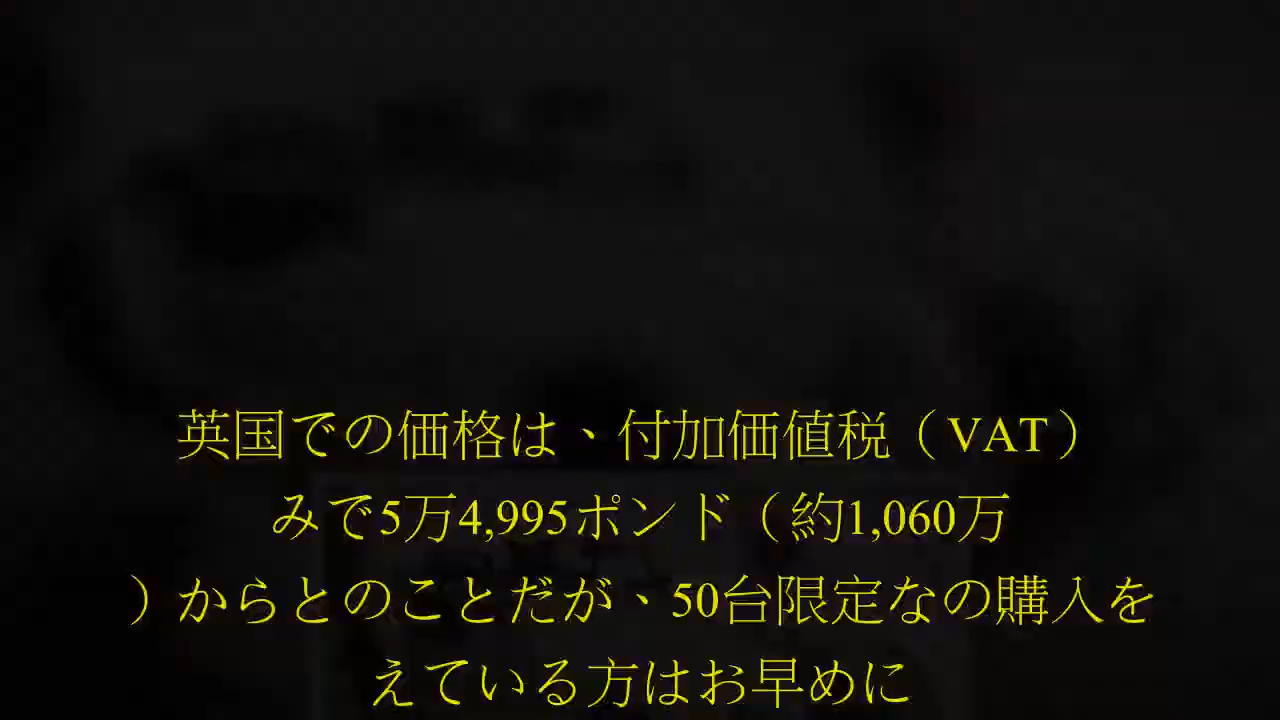 英国での価格は、付加価値税（VAT）
みで5万4,995ポンド（約1,060万
）からとのことだが、50台限定なの購入を
えている方はお早めに